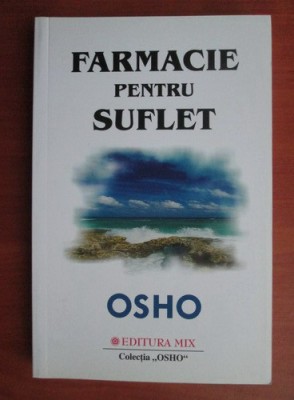 FARMACIE
PENTRU
SUFLET
OSHO
EDITURA MIX
Colecția „OSHO“